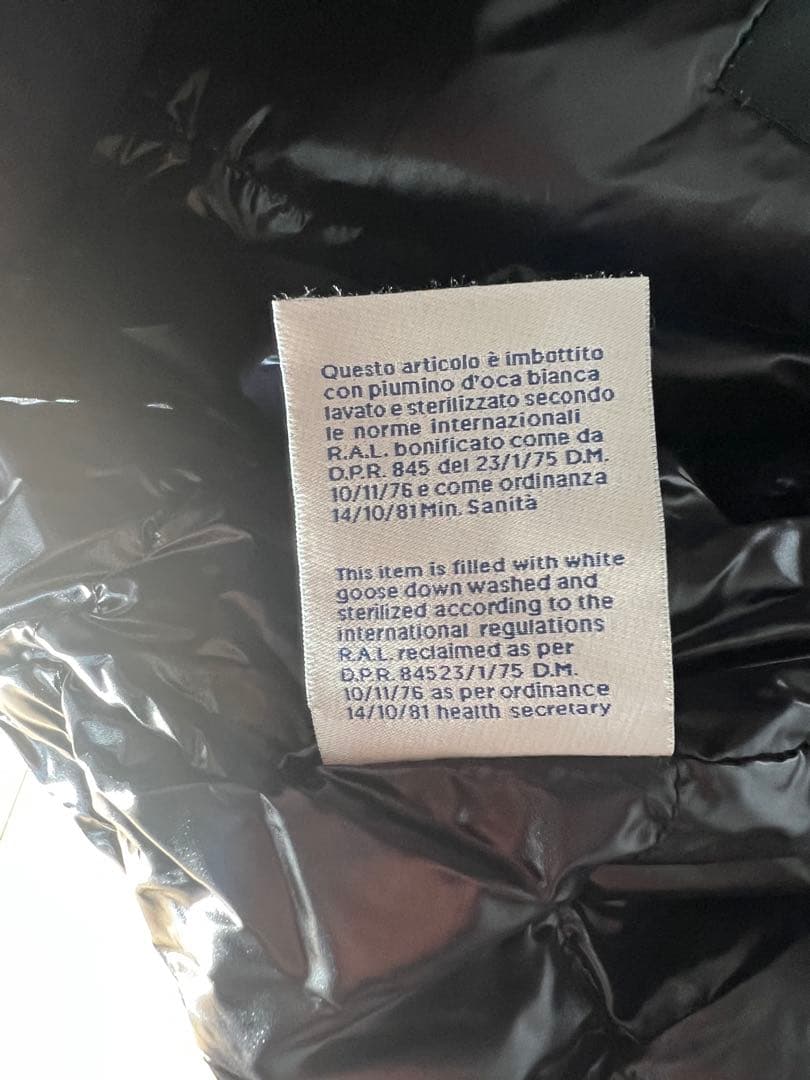 Questo articolo è imbottito
con piumino d'oca bianca
lavato e sterilizzato secondo
le norme internazionali
R.A.L. bonificato come da
D.P.R. 845 del 23/1/75 D.M.
10/11/76 e come ordinanza
14/10/81 Min. Sanità
This item is filled with white
goose down washed and
sterilized according to the
international regulations
R.A.L. reclaimed as per
D.P.R. 84523/1/75 D.M.
10/11/76 as per ordinance
14/10/81 health secretary